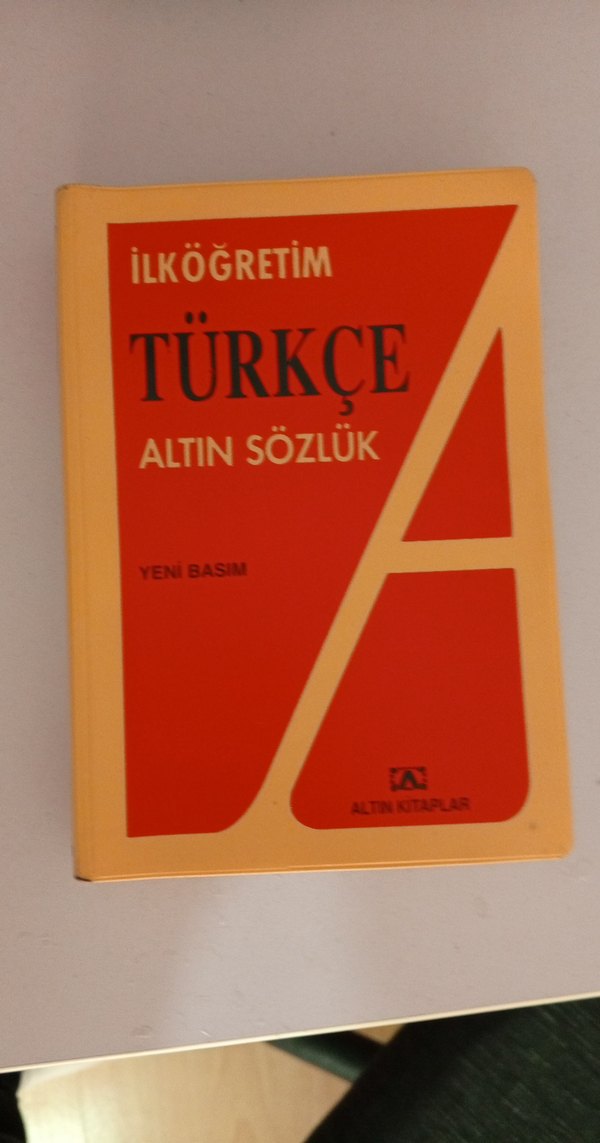 İLKÖĞRETİM
TÜRKÇE
ALTIN SÖZLÜK
YENİ BASIM
ALTIN KİTAPLAR